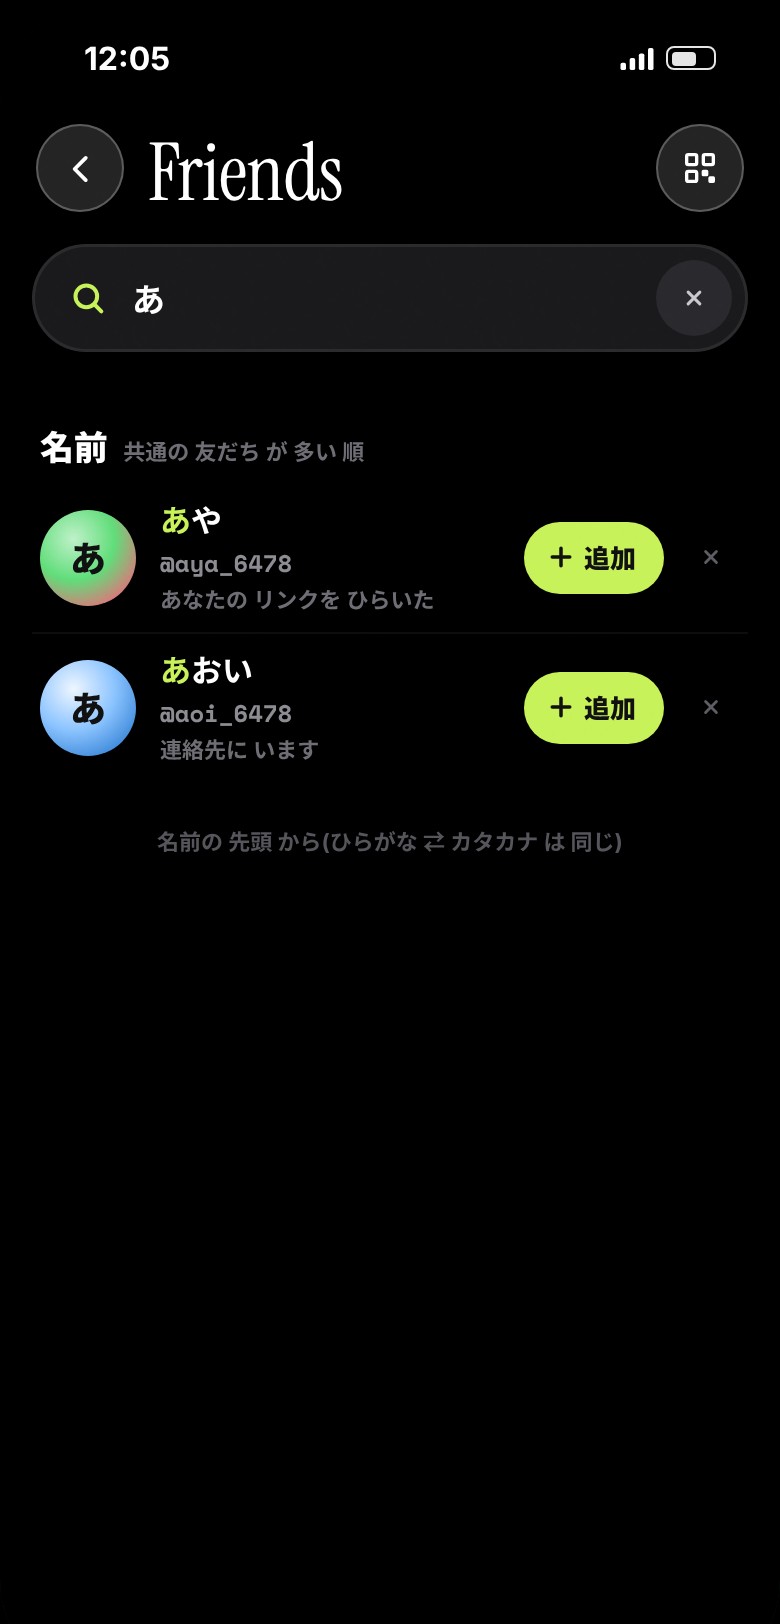 12:05
Friends
あ
名前 共通の 友だち が 多い 順
あ
あや
@aya_6478
あなたの リンクを ひらいた
追加
あ
あおい
@aoi_6478
連絡先に います
追加
名前の 先頭 から(ひらがな ⇄ カタカナ は 同じ)